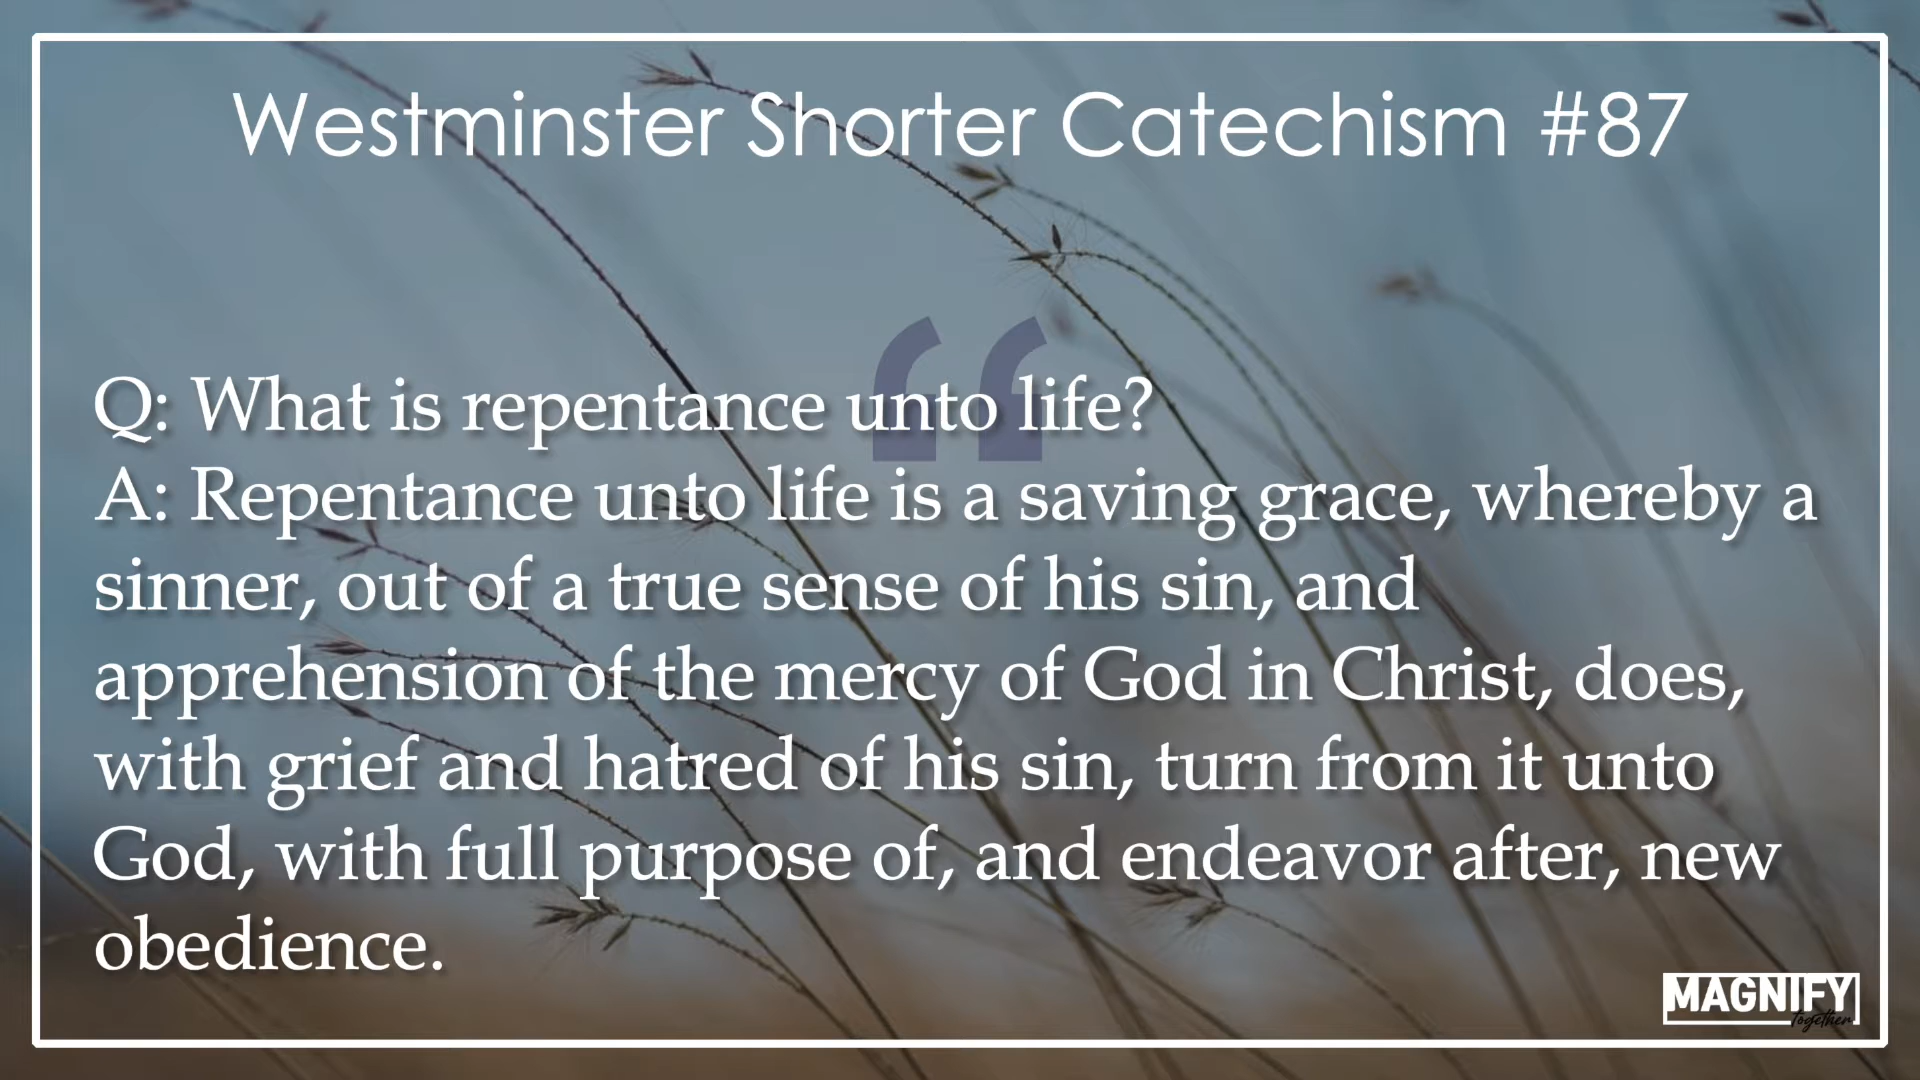 Westminster Shorter Catechism #87
“
Q: What is repentance unto life?
A: Repentance unto life is a saving grace, whereby a
sinner, out of a true sense of his sin, and
apprehension of the mercy of God in Christ, does,
with grief and hatred of his sin, turn from it unto
God, with full purpose of, and endeavor after, new
obedience.
MAGNIFY
together